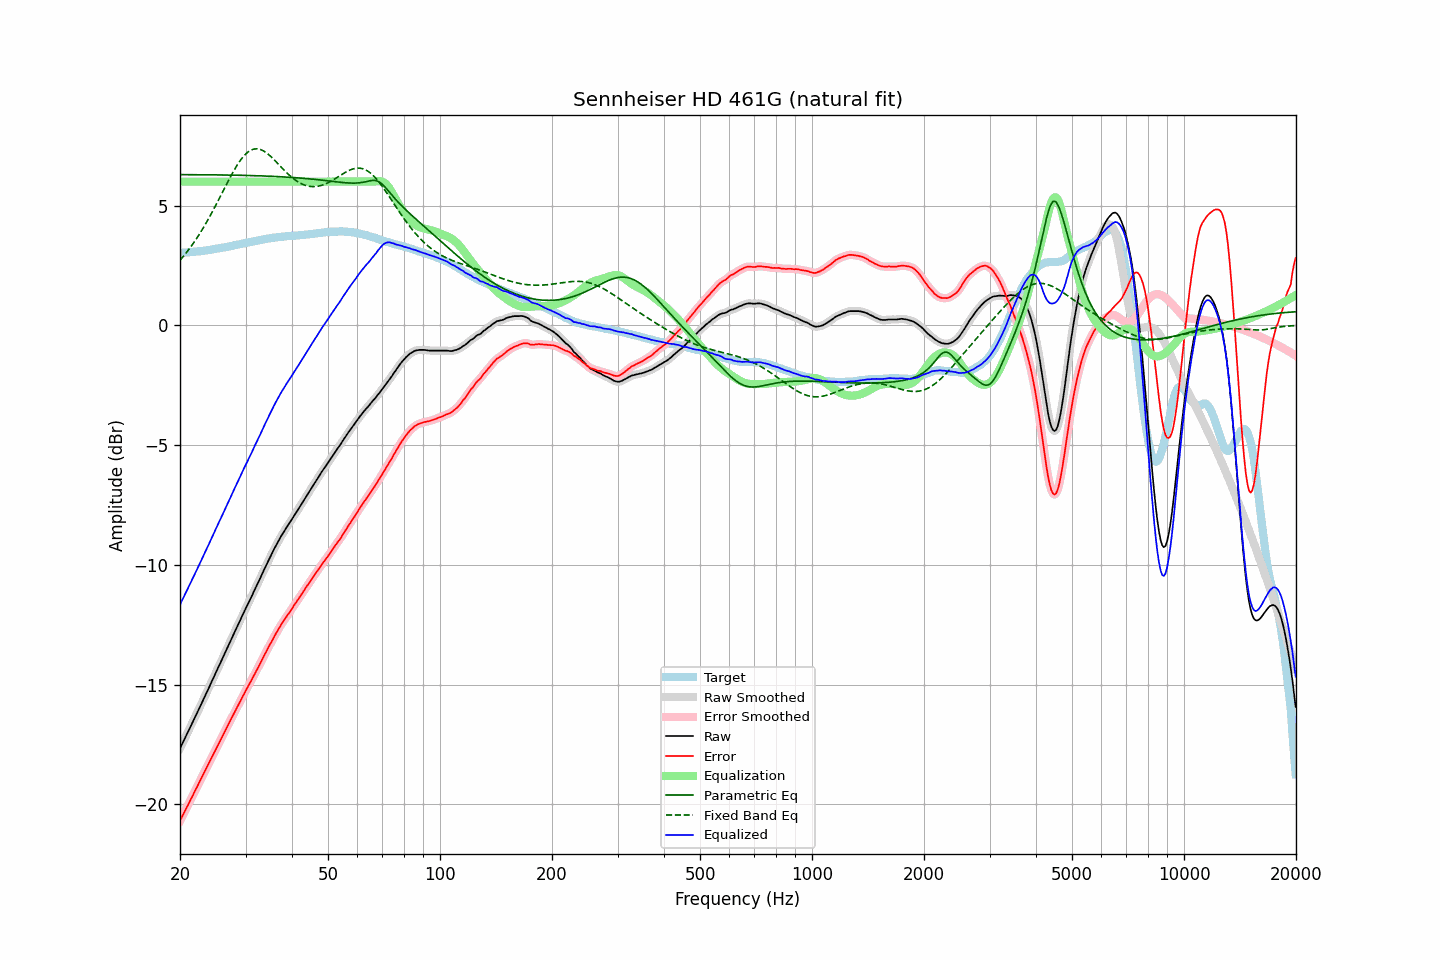 Sennheiser HD 461G (natural fit)
Amplitude (dBr)
5
0
−5
−10
−15
−20
Target
Raw Smoothed
Error Smoothed
Raw
Error
Equalization
Parametric Eq
Fixed Band Eq
Equalized
20 50 100 200 500 1000 2000 5000 10000 20000
Frequency (Hz)